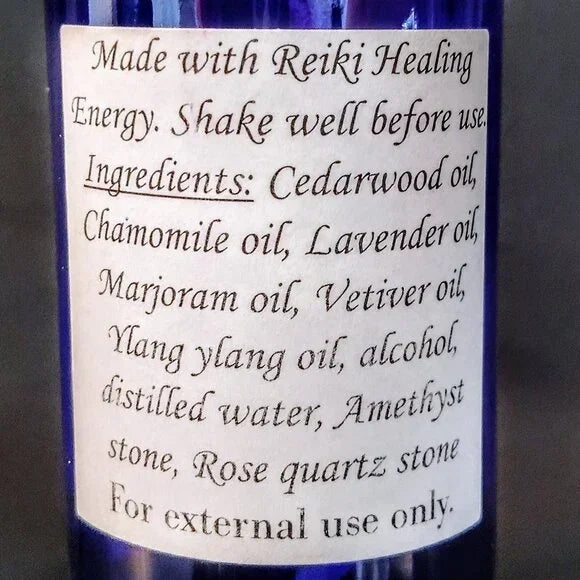 Made with Reiki Healing
Energy. Shake well before use.
Ingredients: Cedarwood oil,
Chamomile oil, Lavender oil,
Marjoram oil, Vetiver oil,
Ylang ylang oil, alcohol,
distilled water, Amethyst
stone, Rose quartz stone
For external use only.